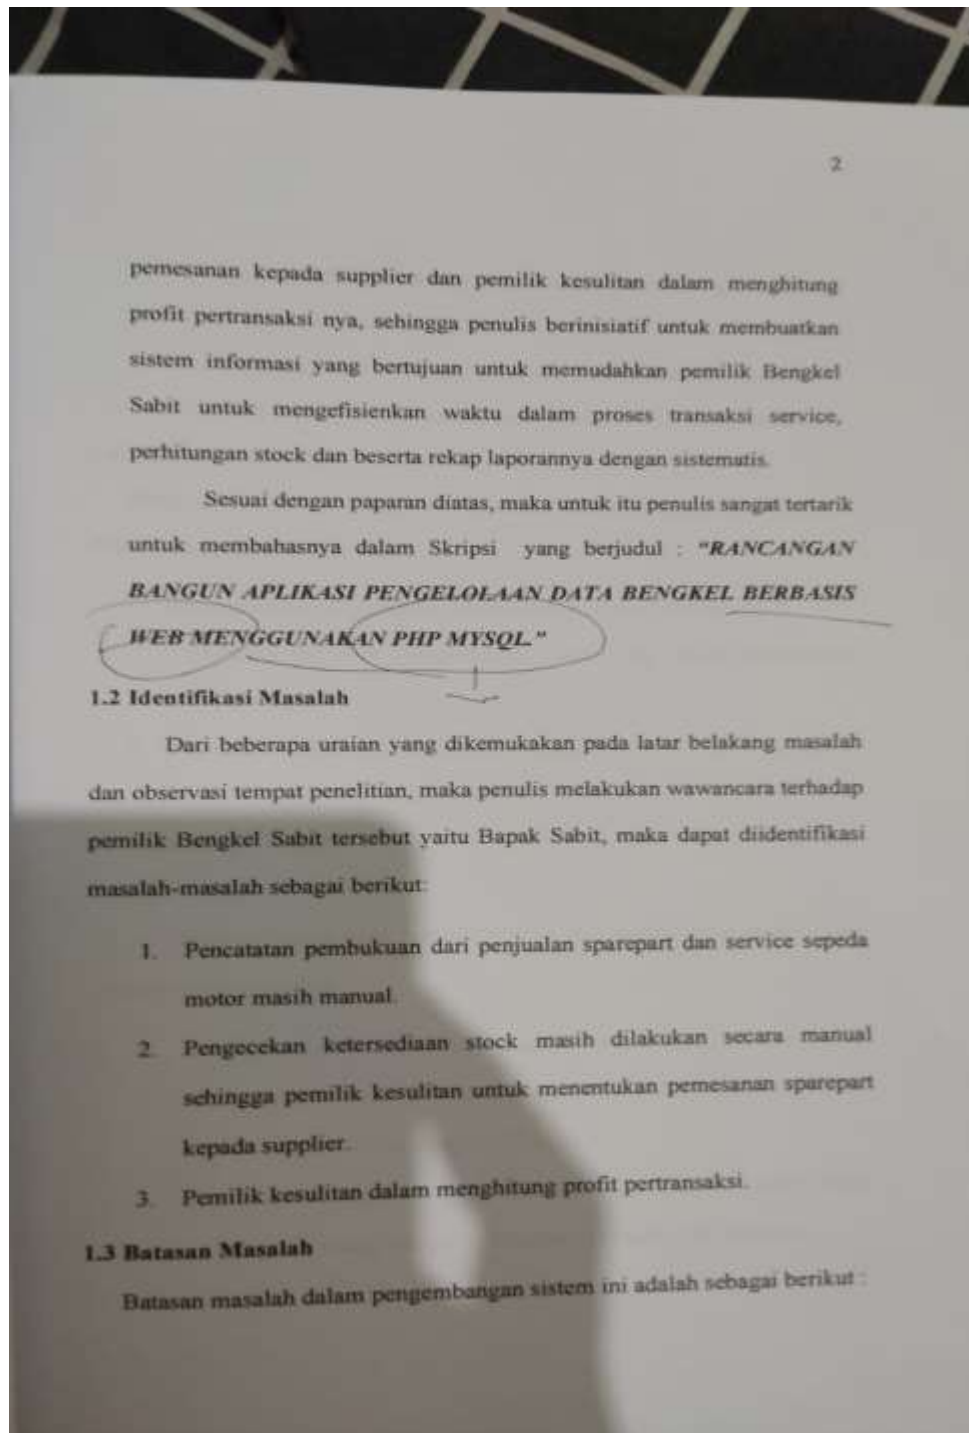 2
pemesanan kepada supplier dan pemilik kesulitan dalam menghitung
profit pertransaksi nya, sehingga penulis berinisiatif untuk membuatkan
sistem informasi yang bertujuan untuk memudahkan pemilik Bengkel
Sabit untuk mengefisienkan waktu dalam proses transaksi service,
perhitungan stock dan beserta rekap laporannya dengan sistematis.
Sesuai dengan paparan diatas, maka untuk itu penulis sangat tertarik
untuk membahasnya dalam Skripsi yang berjudul : "RANCANGAN
BANGUN APLIKASI PENGELOLAAN DATA BENGKEL BERBASIS
WEB MENGGUNAKAN PHP MYSQL."
1.2 Identifikasi Masalah
Dari beberapa uraian yang dikemukakan pada latar belakang masalah
dan observasi tempat penelitian, maka penulis melakukan wawancara terhadap
pemilik Bengkel Sabit tersebut yaitu Bapak Sabit, maka dapat diidentifikasi
masalah-masalah sebagai berikut:
1. Pencatatan pembukuan dari penjualan sparepart dan service sepeda
motor masih manual.
2. Pengecekan ketersediaan stock masih dilakukan secara manual
sehingga pemilik kesulitan untuk menentukan pemesanan sparepart
kepada supplier.
3. Pemilik kesulitan dalam menghitung profit pertransaksi.
1.3 Batasan Masalah
Batasan masalah dalam pengembangan sistem ini adalah sebagai berikut :